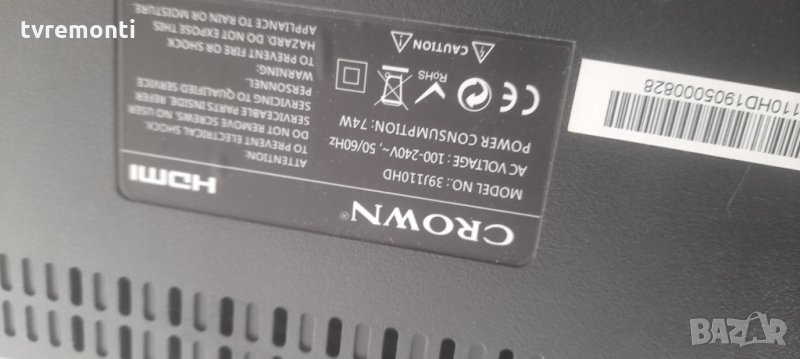 tvremonti
CROWN®
HDMI
MODEL NO.: 39J110HD
AC VOLTAGE: 100-240V~, 50/60Hz
POWER CONSUMPTION: 74W
CE
RoHS
CAUTION
ATTENTION:
TO PREVENT ELECTRICAL SHOCK,
DO NOT REMOVE SCREWS. NO USER
SERVICEABLE PARTS INSIDE. REFER
SERVICING TO QUALIFIED SERVICE
PERSONNEL.
WARNING:
TO PREVENT FIRE OR SHOCK
HAZARD. DO NOT EXPOSE THIS
APPLIANCE TO RAIN OR MOISTURE.
110HD1905000828
BAZAR